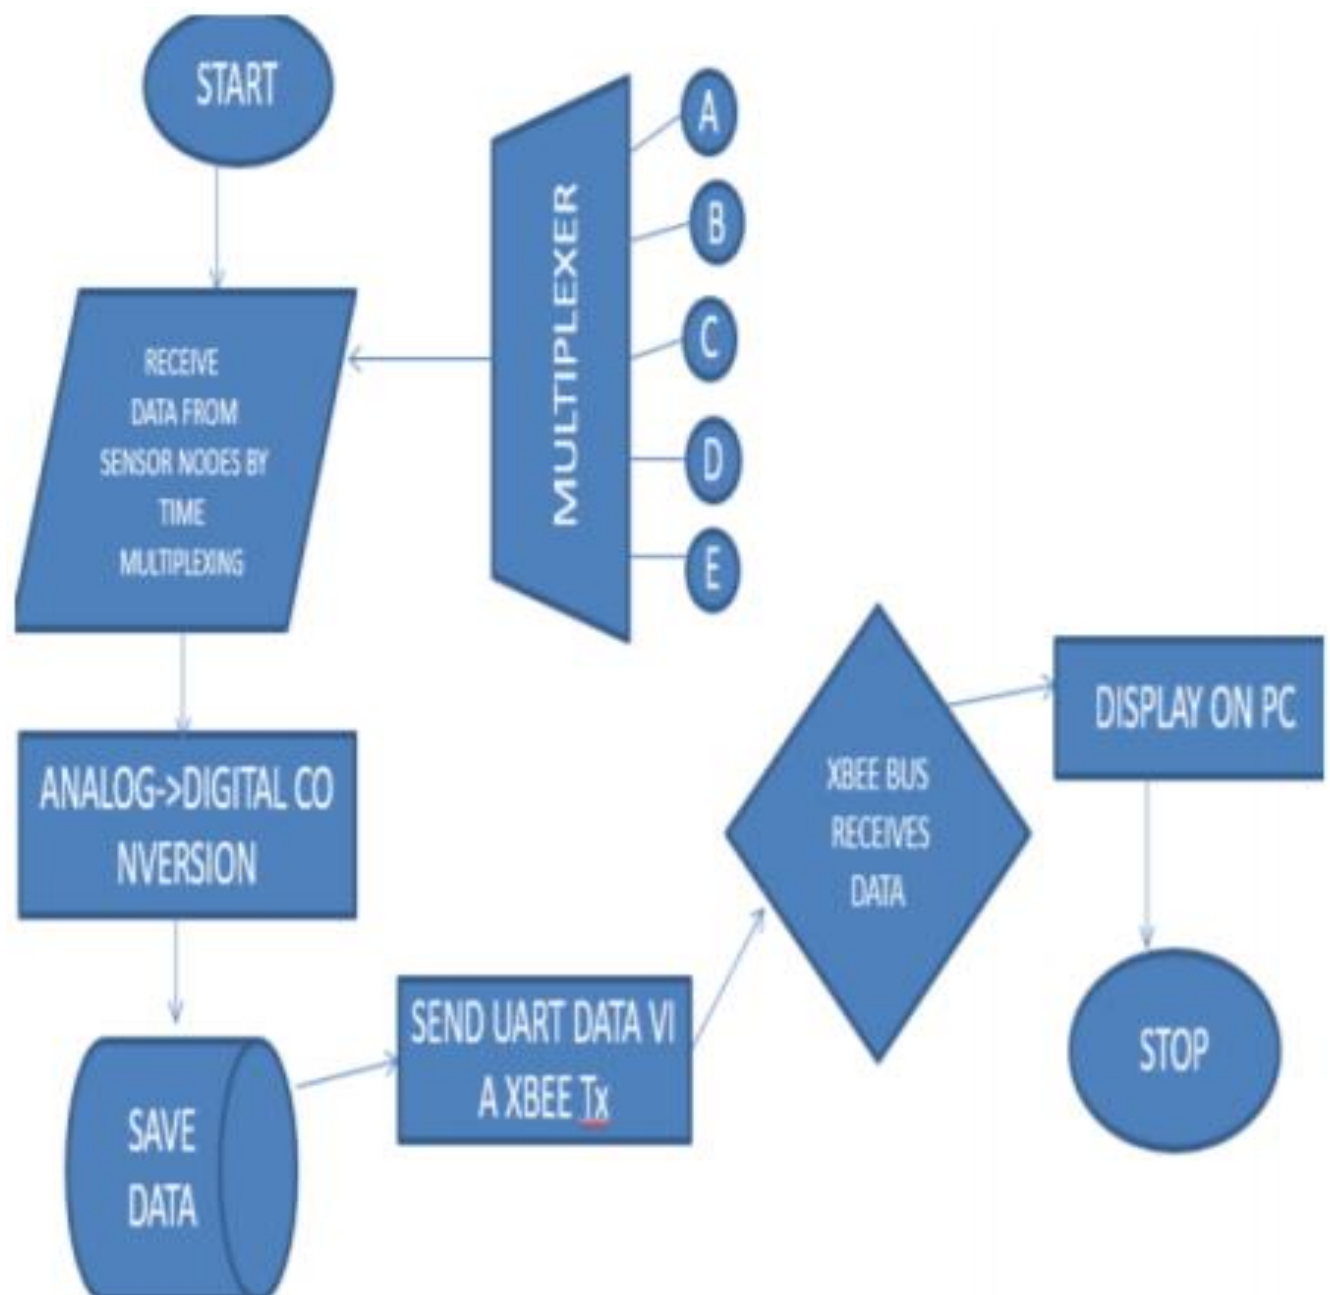 START
RECEIVE
DATA FROM
SENSOR NODES BY
TIME
MULTIPLEXING
MULTIPLEXER
A
B
C
D
E
ANALOG->DIGITAL CO
NVERSION
SAVE
DATA
SEND UART DATA VI
A XBEE Tx
XBEE BUS
RECEIVES
DATA
DISPLAY ON PC
STOP